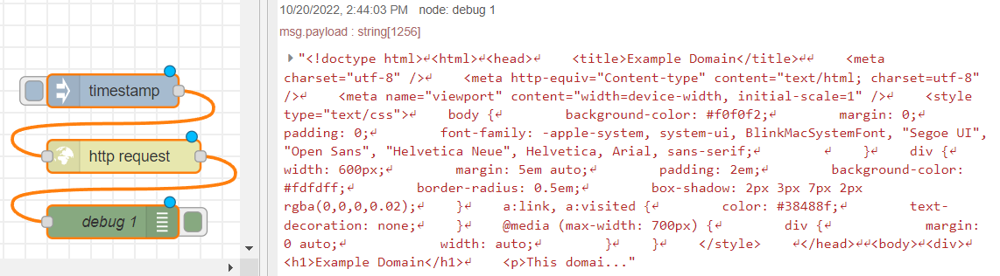 timestamp
http request
debug 1
10/20/2022, 2:44:03 PM node: debug 1
msg.payload : string[1256]
"<!doctype html>↵<html>↵<head>↵    <title>Example Domain</title>↵↵    <meta
charset="utf-8" />↵    <meta http-equiv="Content-type" content="text/html; charset=utf-8"
/>↵    <meta name="viewport" content="width=device-width, initial-scale=1" />↵    <style
type="text/css">↵    body {↵        background-color: #f0f0f2;↵        margin: 0;↵
padding: 0;↵        font-family: -apple-system, system-ui, BlinkMacSystemFont, "Segoe UI",
"Open Sans", "Helvetica Neue", Helvetica, Arial, sans-serif;↵        ↵    }↵    div {↵
width: 600px;↵        margin: 5em auto;↵        padding: 2em;↵        background-color:
#fdfdff;↵        border-radius: 0.5em;↵        box-shadow: 2px 3px 7px 2px
rgba(0,0,0,0.02);↵    }↵    a:link, a:visited {↵        color: #38488f;↵        text-
decoration: none;↵    }↵    @media (max-width: 700px) {↵        div {↵            margin:
0 auto;↵            width: auto;↵        }↵    }↵    </style>    ↵</head>↵↵<body>↵<div>↵
<h1>Example Domain</h1>↵    <p>This domai..."